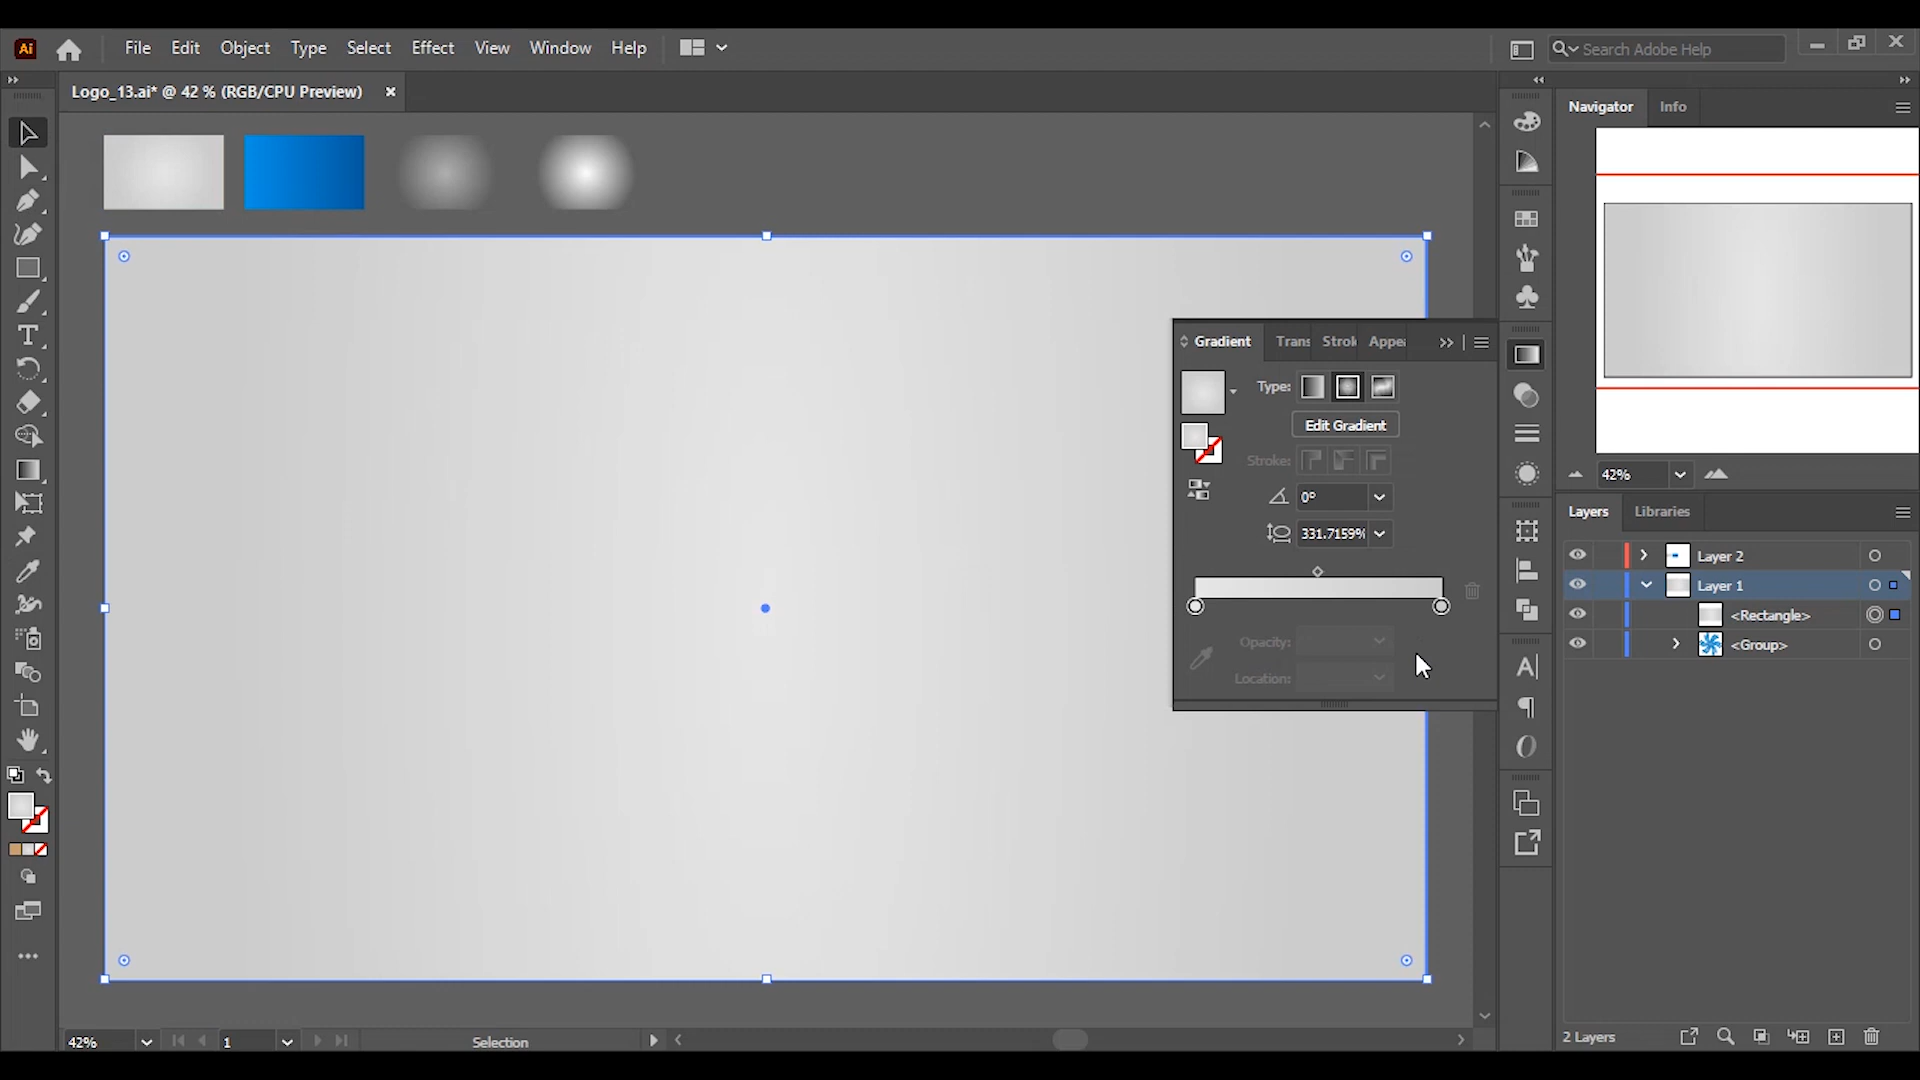 Ai File Edit Object Type Select Effect View Window Help Search Adobe Help
Logo_13.ai* @ 42 % (RGB/CPU Preview)
Navigator Info
Gradient Trans Strok Appea
Type:
Edit Gradient
Stroke:
0°
331.7159%
Opacity:
Location:
42%
Layers Libraries
Layer 2
Layer 1
<Rectangle>
<Group>
42% 1 Selection
2 Layers